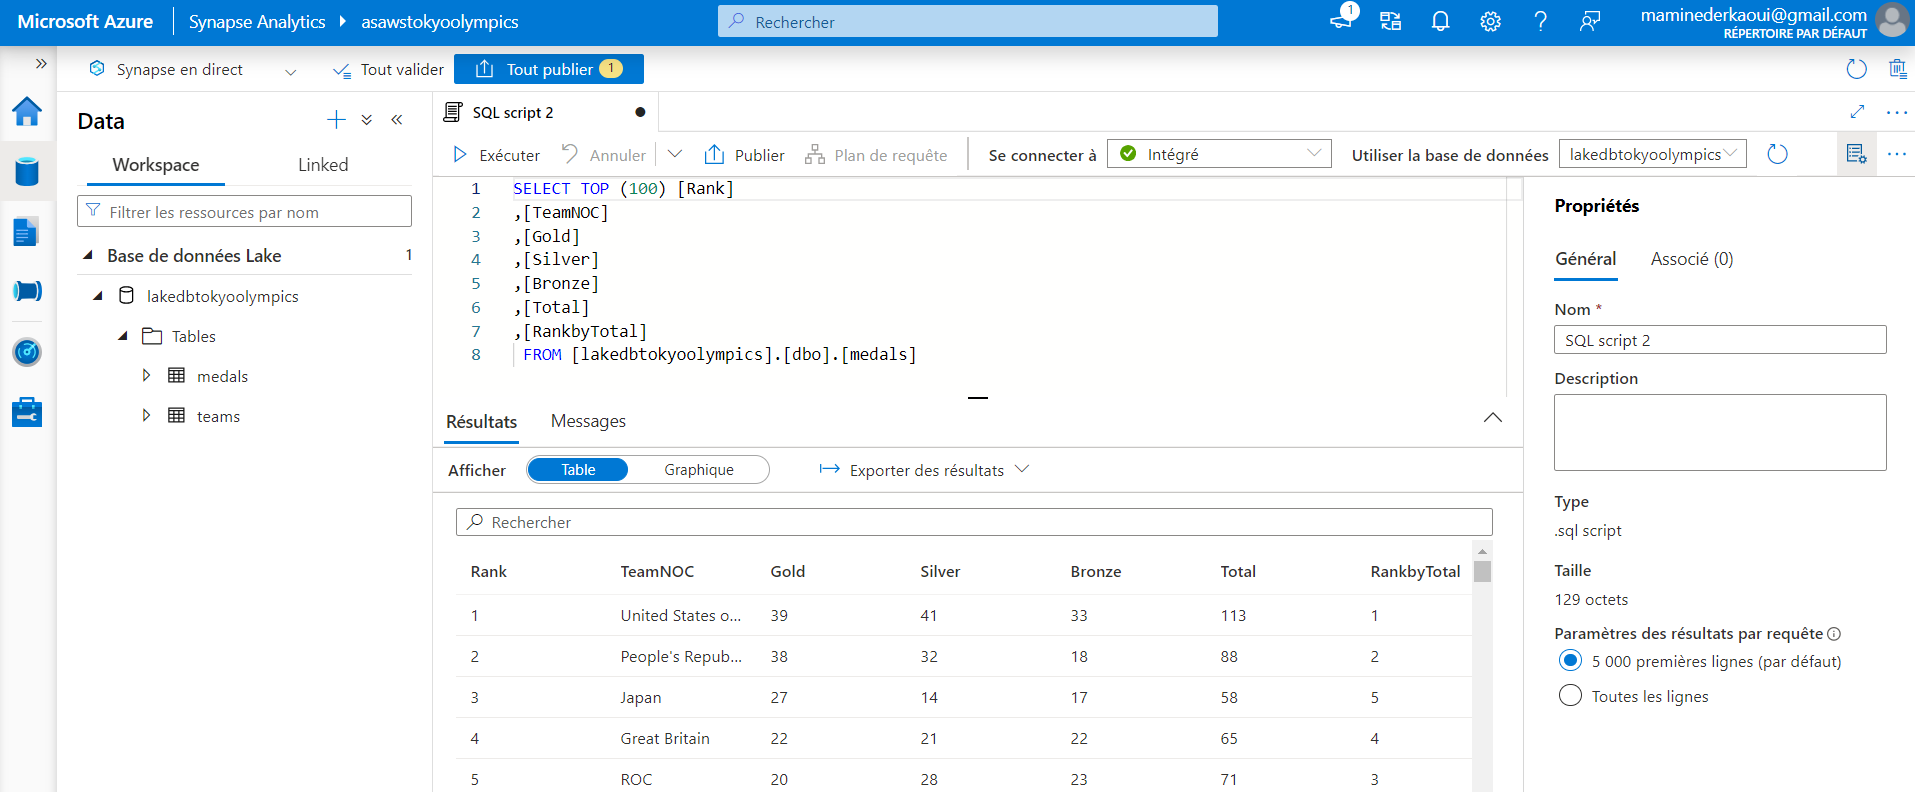 Microsoft Azure
Synapse Analytics
asawstokyoolympics
Rechercher
1
maminederkaoui@gmail.com
RÉPERTOIRE PAR DÉFAUT
Synapse en direct
Tout valider
Tout publier 1
Data
Workspace
Linked
Filtrer les ressources par nom
Base de données Lake 1
lakedbtokyoolympics
Tables
medals
teams
SQL script 2
Exécuter
Annuler
Publier
Plan de requête
Se connecter à
Intégré
Utiliser la base de données
lakedbtokyoolympics
1 SELECT TOP (100) [Rank]
2 ,[TeamNOC]
3 ,[Gold]
4 ,[Silver]
5 ,[Bronze]
6 ,[Total]
7 ,[RankbyTotal]
8 FROM [lakedbtokyoolympics].[dbo].[medals]
Résultats
Messages
Afficher
Table
Graphique
Exporter des résultats
Rechercher
Rank TeamNOC Gold Silver Bronze Total RankbyTotal
1 United States o... 39 41 33 113 1
2 People's Repub... 38 32 18 88 2
3 Japan 27 14 17 58 5
4 Great Britain 22 21 22 65 4
5 ROC 20 28 23 71 3
Propriétés
Général
Associé (0)
Nom *
SQL script 2
Description
Type
.sql script
Taille
129 octets
Paramètres des résultats par requête
5 000 premières lignes (par défaut)
Toutes les lignes